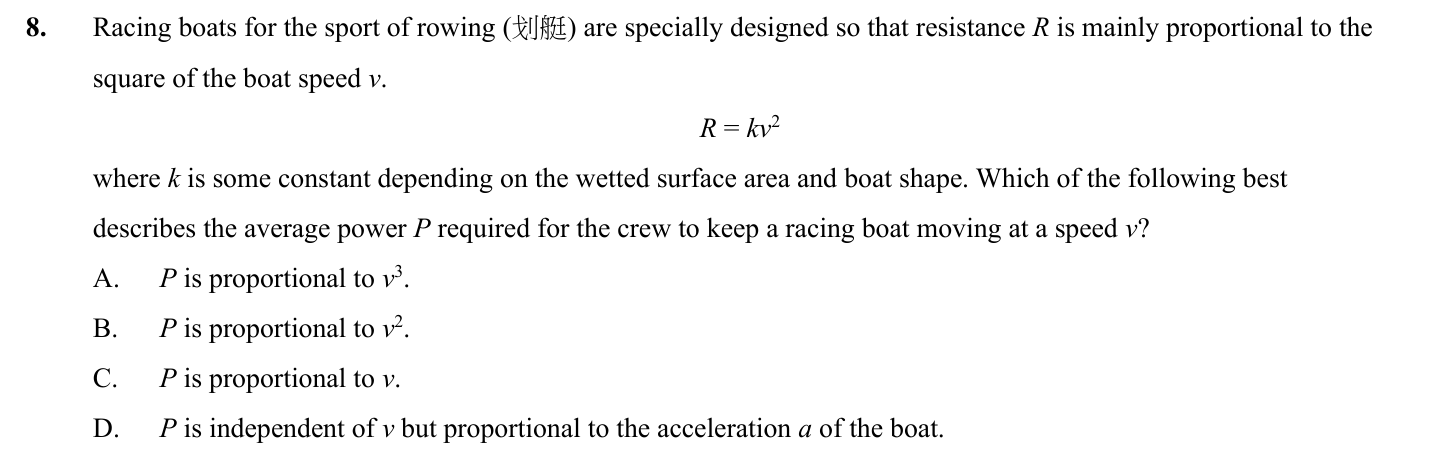 8. Racing boats for the sport of rowing (划艇) are specially designed so that resistance R is mainly proportional to the
square of the boat speed v.
R = kv²
where k is some constant depending on the wetted surface area and boat shape. Which of the following best
describes the average power P required for the crew to keep a racing boat moving at a speed v?
A. P is proportional to v³.
B. P is proportional to v².
C. P is proportional to v.
D. P is independent of v but proportional to the acceleration a of the boat.